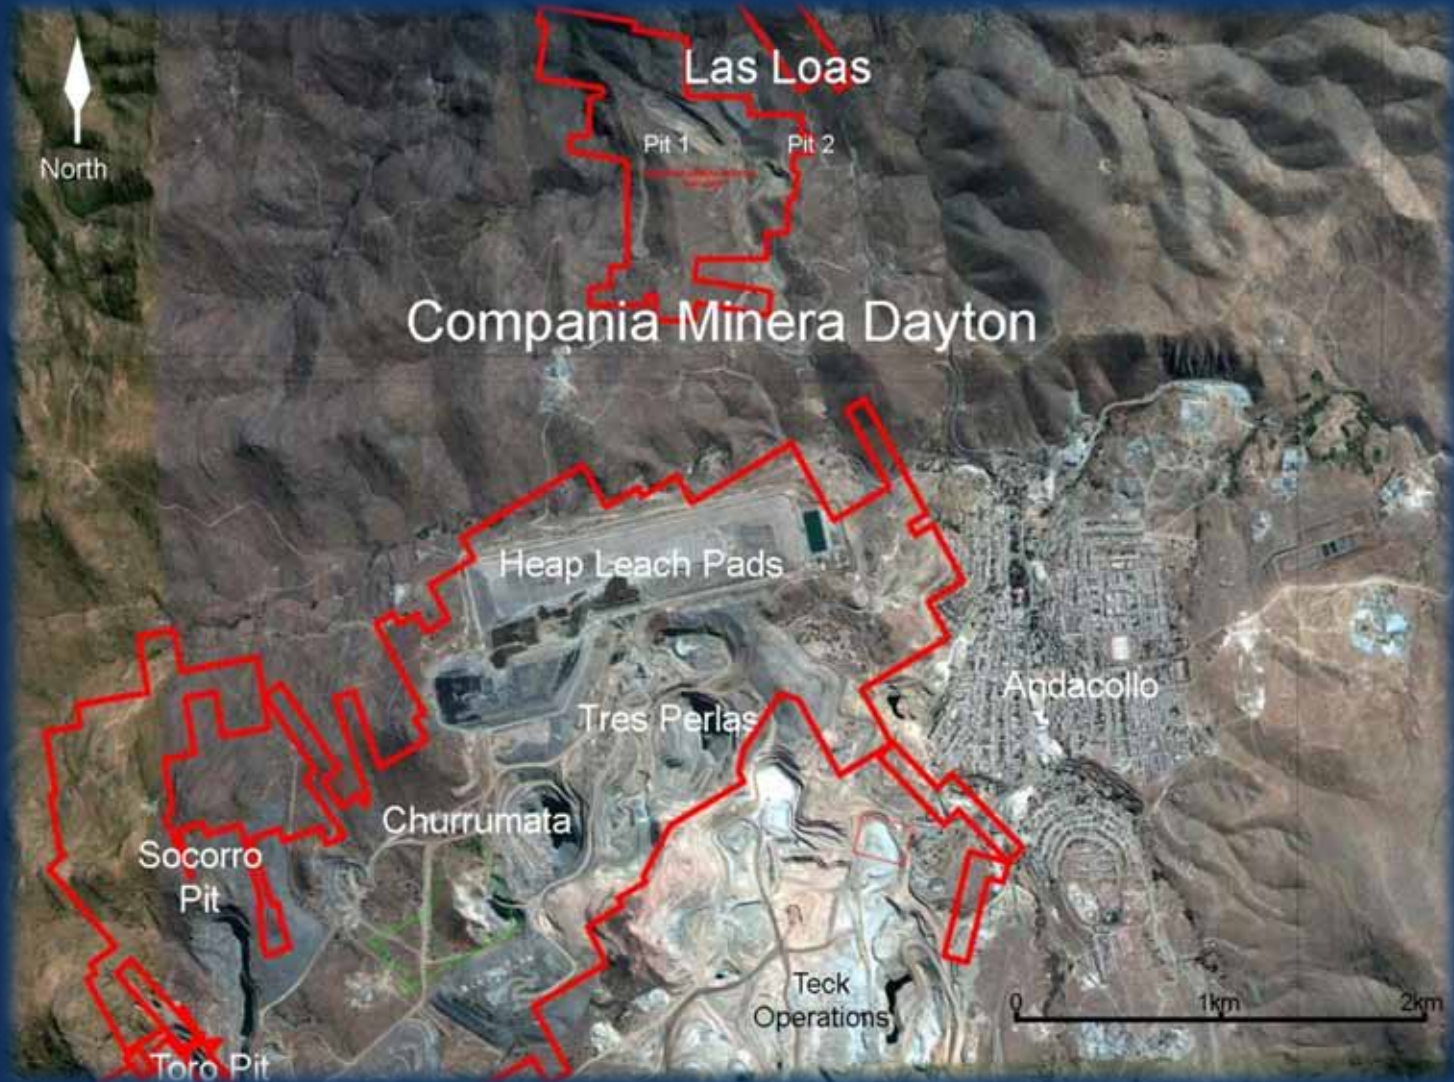 Las Loas
North
Pit 1
Pit 2
Compania Minera Dayton
Heap Leach Pads
Tres Perlas
Andacollo
Churrumata
Socorro
Pit
Teck
Operations
0
1km
2km
Toro Pit